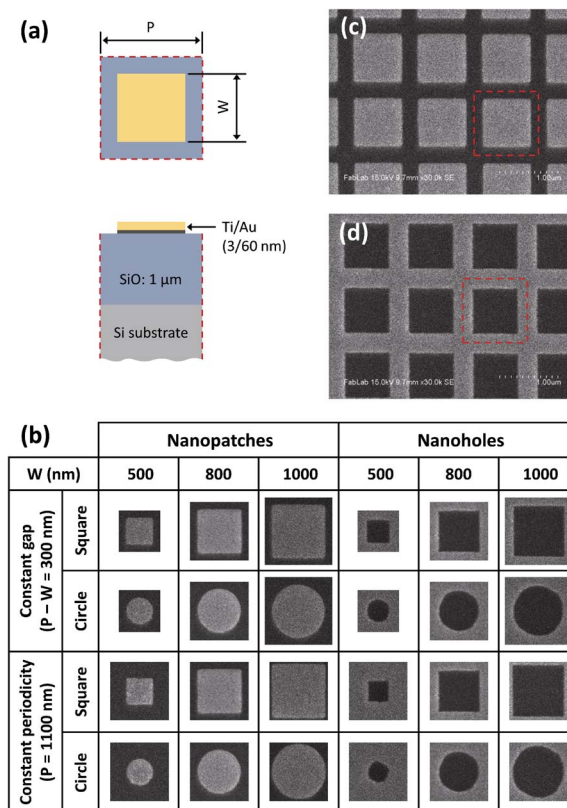 (a)
P
W
Ti/Au
(3/60 nm)
SiO: 1 µm
Si substrate
(c)
FabLab 15.0kV 9.7mm x30.0k SE
1.00um
(d)
FabLab 15.0kV 9.7mm x30.0k SE
1.00um
(b)
Nanopatches Nanoholes
W (nm) 500 800 1000 500 800 1000
Constant gap
(P – W = 300 nm)
Square
Circle
Constant periodicity
(P = 1100 nm)
Square
Circle